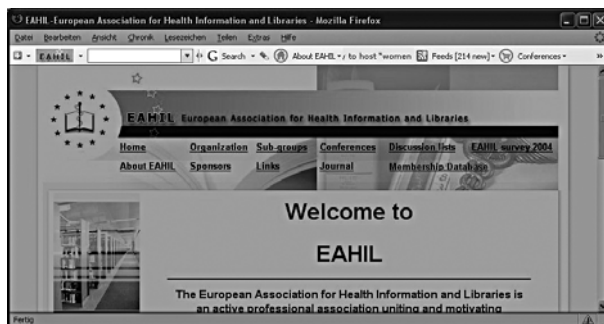 EAHIL-European Association for Health Information and Libraries - Mozilla Firefox
Datei Bearbeiten Ansicht Chronik Lesezeichen Teilen Extras Hilfe
EAHIL Search About EAHIL to host "women Feeds [214 new] Conferences »
EAHIL European Association for Health Information and Libraries
Home Organization Sub-groups Conferences Discussion lists EAHIL survey 2004
About EAHIL Sponsors Links Journal Membership Database
Welcome to
EAHIL
The European Association for Health Information and Libraries is
an active professional association uniting and motivating
Fertig